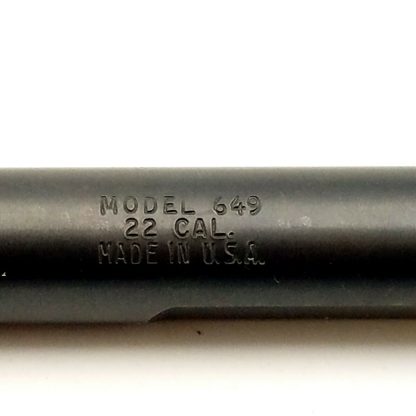 MODEL 649
22 CAL.
MADE IN U.S.A.